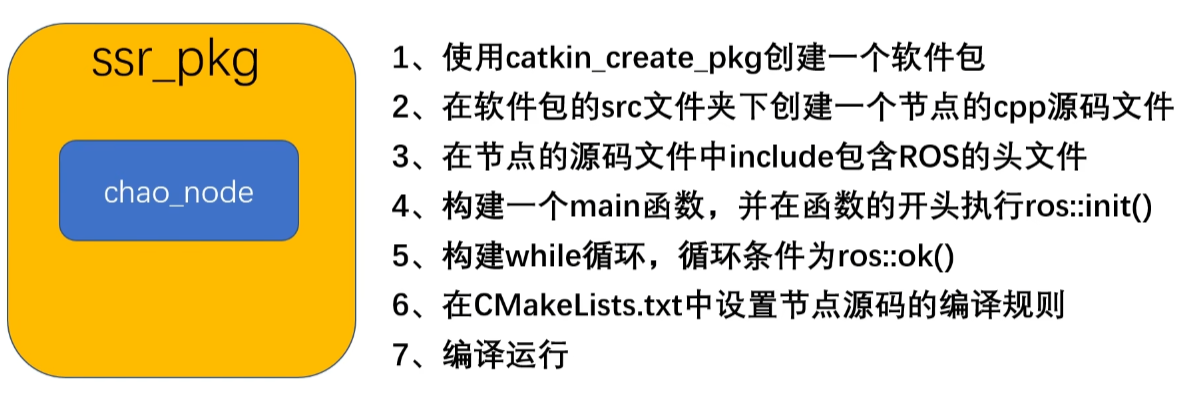 ssr_pkg
chao_node
1、使用catkin_create_pkg创建一个软件包
2、在软件包的src文件夹下创建一个节点的cpp源码文件
3、在节点的源码文件中include包含ROS的头文件
4、构建一个main函数，并在函数的开头执行ros::init()
5、构建while循环，循环条件为ros::ok()
6、在CMakeLists.txt中设置节点源码的编译规则
7、编译运行